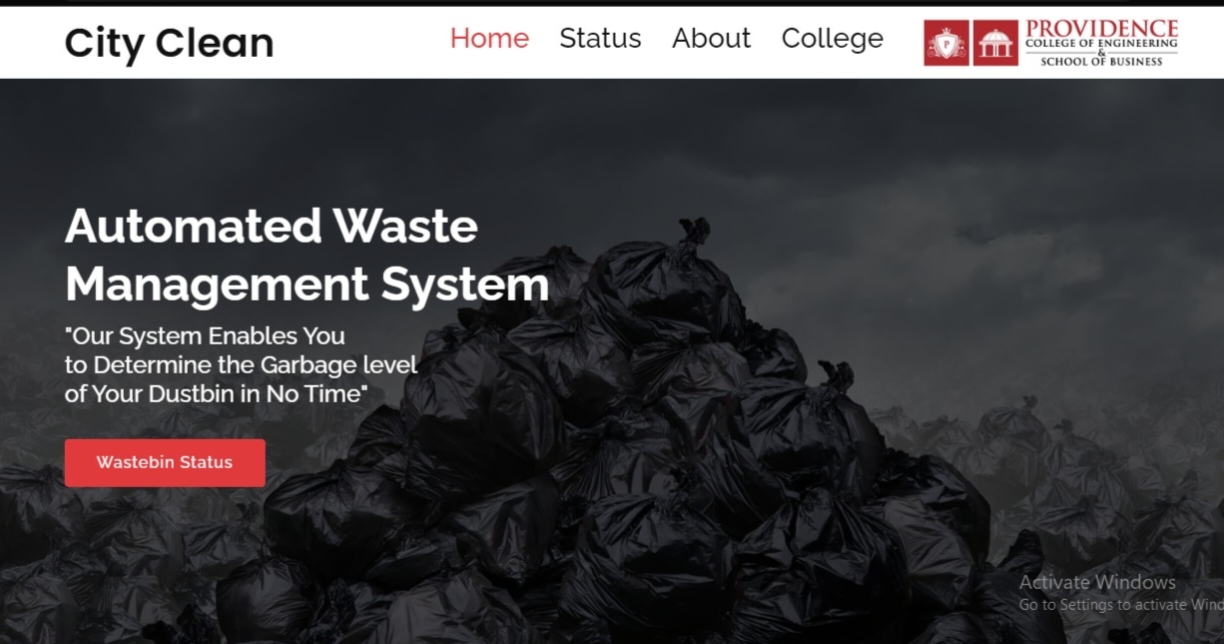 City Clean
Home Status About College
PROVIDENCE
COLLEGE OF ENGINEERING
&
SCHOOL OF BUSINESS
P
Automated Waste
Management System
"Our System Enables You
to Determine the Garbage level
of Your Dustbin in No Time"
Wastebin Status
Activate Windows
Go to Settings to activate Wind